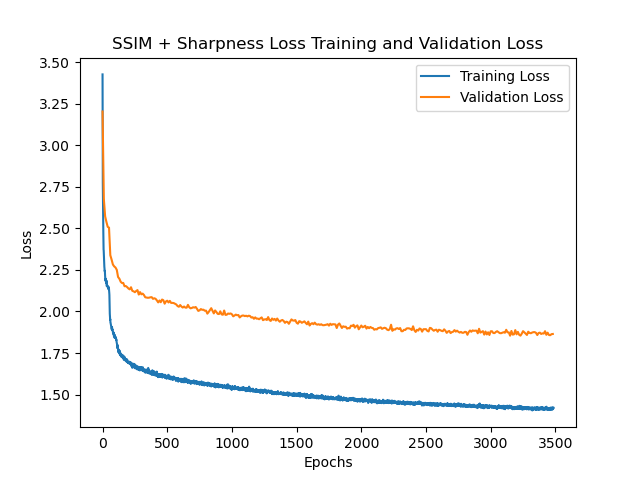 SSIM + Sharpness Loss Training and Validation Loss
3.50
3.25
3.00
2.75
2.50
2.25
2.00
1.75
1.50
Loss
Training Loss
Validation Loss
0 500 1000 1500 2000 2500 3000 3500
Epochs